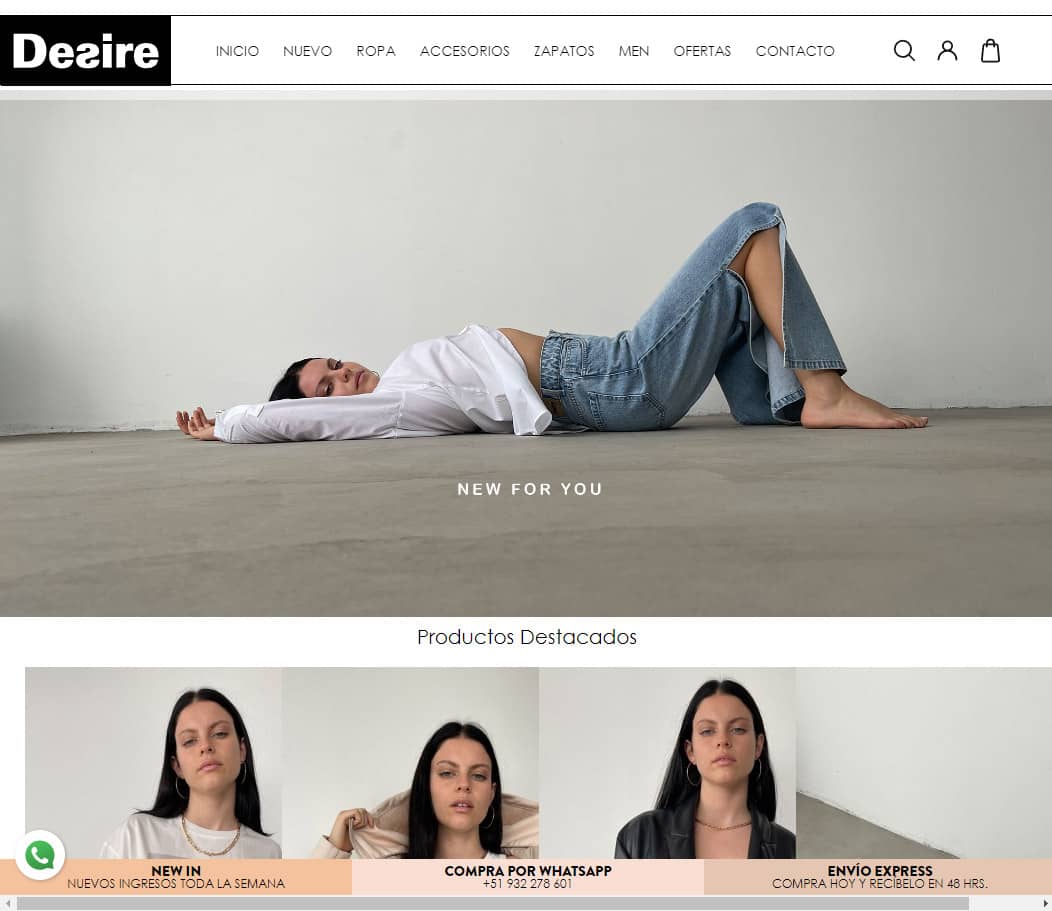 Desire
INICIO NUEVO ROPA ACCESORIOS ZAPATOS MEN OFERTAS CONTACTO
NEW FOR YOU
Productos Destacados
NEW IN
NUEVOS INGRESOS TODA LA SEMANA
COMPRA POR WHATSAPP
+51 932 278 601
ENVÍO EXPRESS
COMPRA HOY Y RECÍBELO EN 48 HRS.